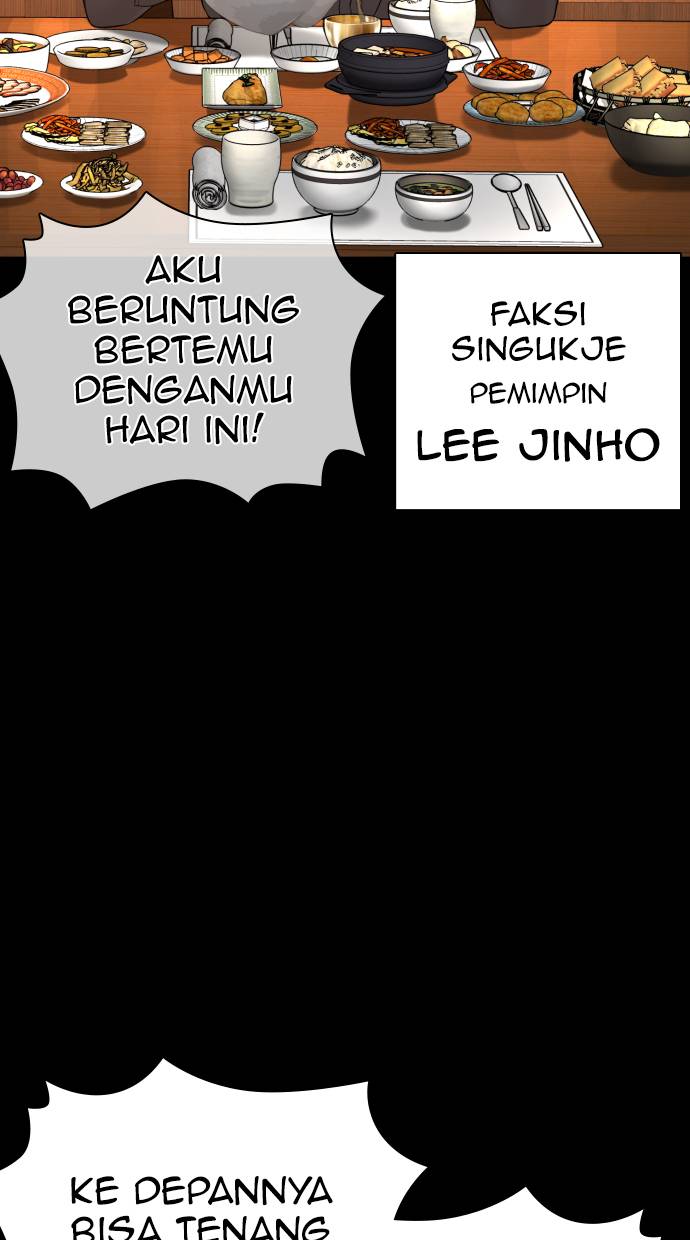 AKU
BERUNTUNG
BERTEMU
DENGANMU
HARI INI!
FAKSI
SINGUKJE
PEMIMPIN
LEE JINHO
KE DEPANNYA
BISA TENANG